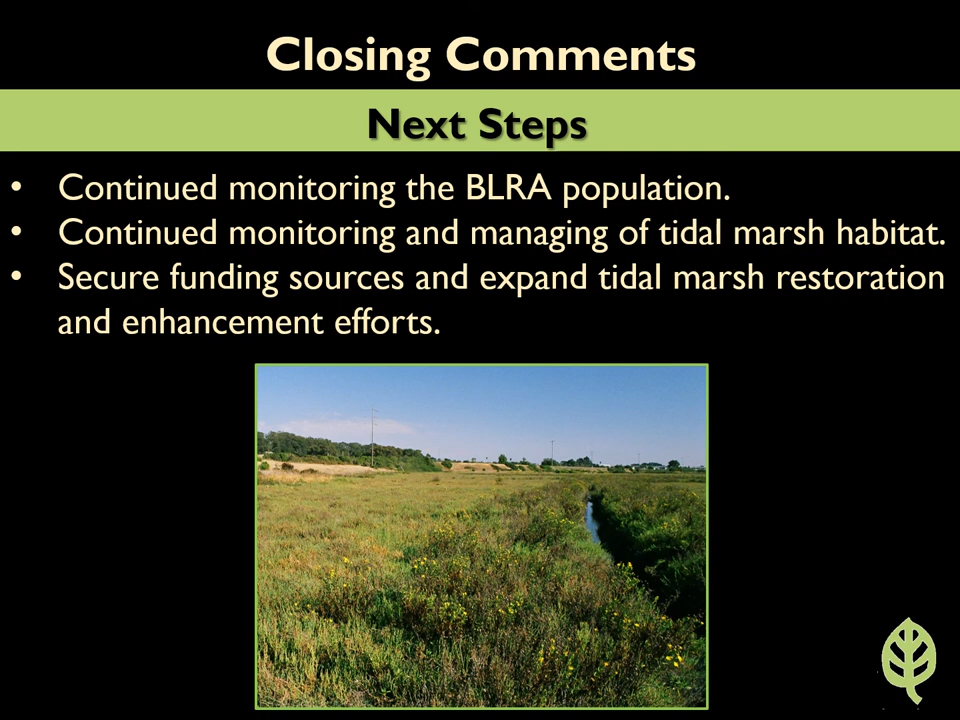 Closing Comments
Next Steps
• Continued monitoring the BLRA population.
• Continued monitoring and managing of tidal marsh habitat.
• Secure funding sources and expand tidal marsh restoration
and enhancement efforts.